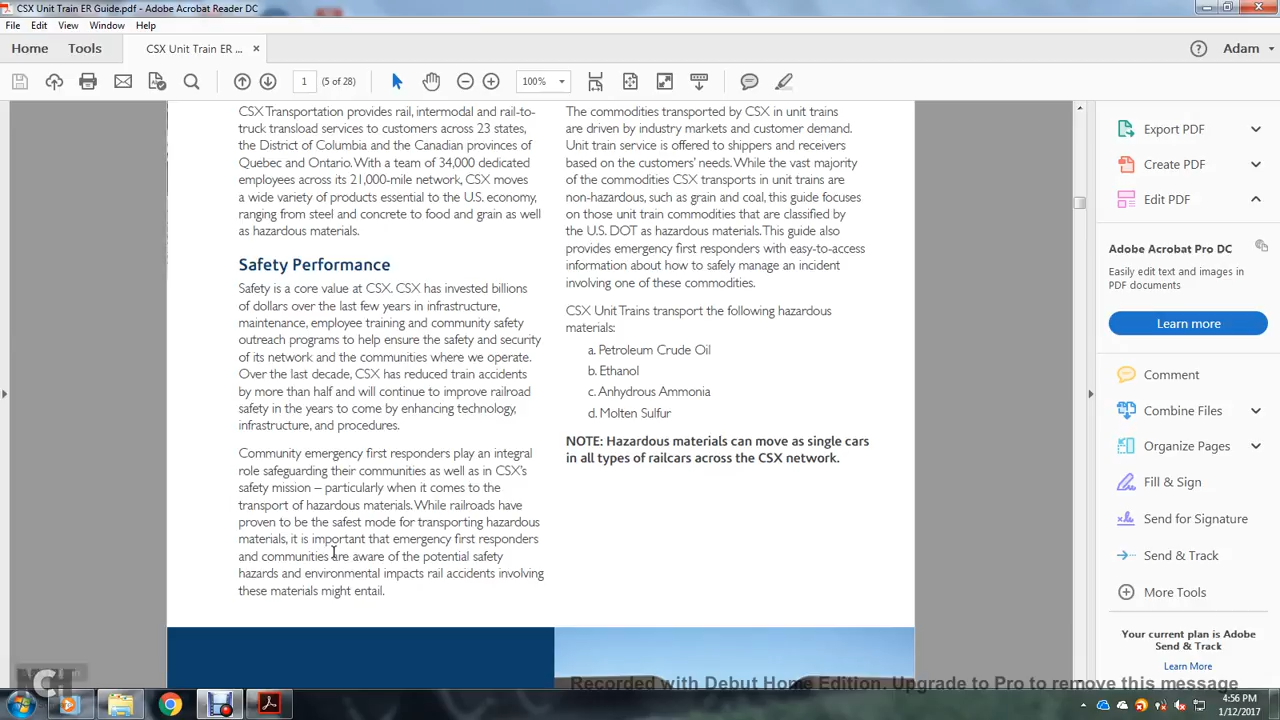 CSX Unit Train ER Guide.pdf - Adobe Acrobat Reader DC
File Edit View Window Help
Home Tools CSX Unit Train ER ... × Adam
1 (5 of 28) 100%
CSX Transportation provides rail, intermodal and rail-to-
truck transload services to customers across 23 states,
the District of Columbia and the Canadian provinces of
Quebec and Ontario. With a team of 34,000 dedicated
employees across its 21,000-mile network, CSX moves
a wide variety of products essential to the U.S. economy,
ranging from steel and concrete to food and grain as well
as hazardous materials.
Safety Performance
Safety is a core value at CSX. CSX has invested billions
of dollars over the last few years in infrastructure,
maintenance, employee training and community safety
outreach programs to help ensure the safety and security
of its network and the communities where we operate.
Over the last decade, CSX has reduced train accidents
by more than half and will continue to improve railroad
safety in the years to come by enhancing technology,
infrastructure, and procedures.
Community emergency first responders play an integral
role safeguarding their communities as well as in CSX's
safety mission – particularly when it comes to the
transport of hazardous materials. While railroads have
proven to be the safest mode for transporting hazardous
materials, it is important that emergency first responders
and communities are aware of the potential safety
hazards and environmental impacts rail accidents involving
these materials might entail.
The commodities transported by CSX in unit trains
are driven by industry markets and customer demand.
Unit train service is offered to shippers and receivers
based on the customers' needs. While the vast majority
of the commodities CSX transports in unit trains are
non-hazardous, such as grain and coal, this guide focuses
on those unit train commodities that are classified by
the U.S. DOT as hazardous materials. This guide also
provides emergency first responders with easy-to-access
information about how to safely manage an incident
involving one of these commodities.
CSX Unit Trains transport the following hazardous
materials:
a. Petroleum Crude Oil
b. Ethanol
c. Anhydrous Ammonia
d. Molten Sulfur
NOTE: Hazardous materials can move as single cars
in all types of railcars across the CSX network.
Export PDF
Create PDF
Edit PDF
Adobe Acrobat Pro DC
Easily edit text and images in
PDF documents
Learn more
Comment
Combine Files
Organize Pages
Fill & Sign
Send for Signature
Send & Track
More Tools
Your current plan is Adobe
Send & Track
Learn More
NCH
Recorded with Debut Home Edition. Upgrade to Pro to remove this message
4:56 PM
1/12/2017